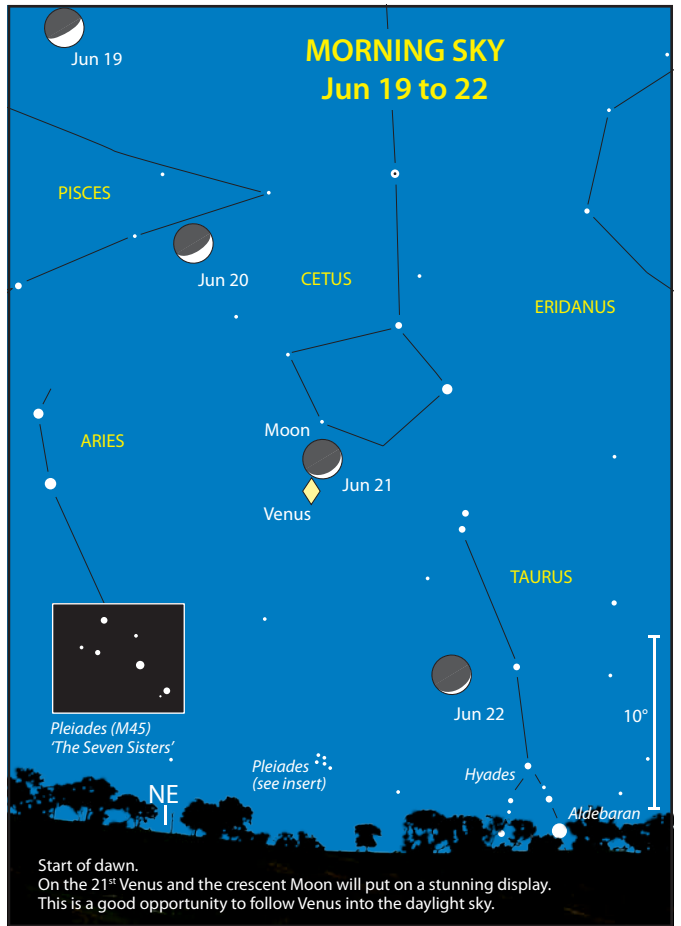 MORNING SKY
Jun 19 to 22
Jun 19
PISCES
Jun 20
CETUS
ERIDANUS
ARIES
Moon
Jun 21
Venus
TAURUS
Jun 22
10°
Pleiades (M45)
'The Seven Sisters'
Pleiades
(see insert)
Hyades
Aldebaran
NE
Start of dawn.
On the 21st Venus and the crescent Moon will put on a stunning display.
This is a good opportunity to follow Venus into the daylight sky.